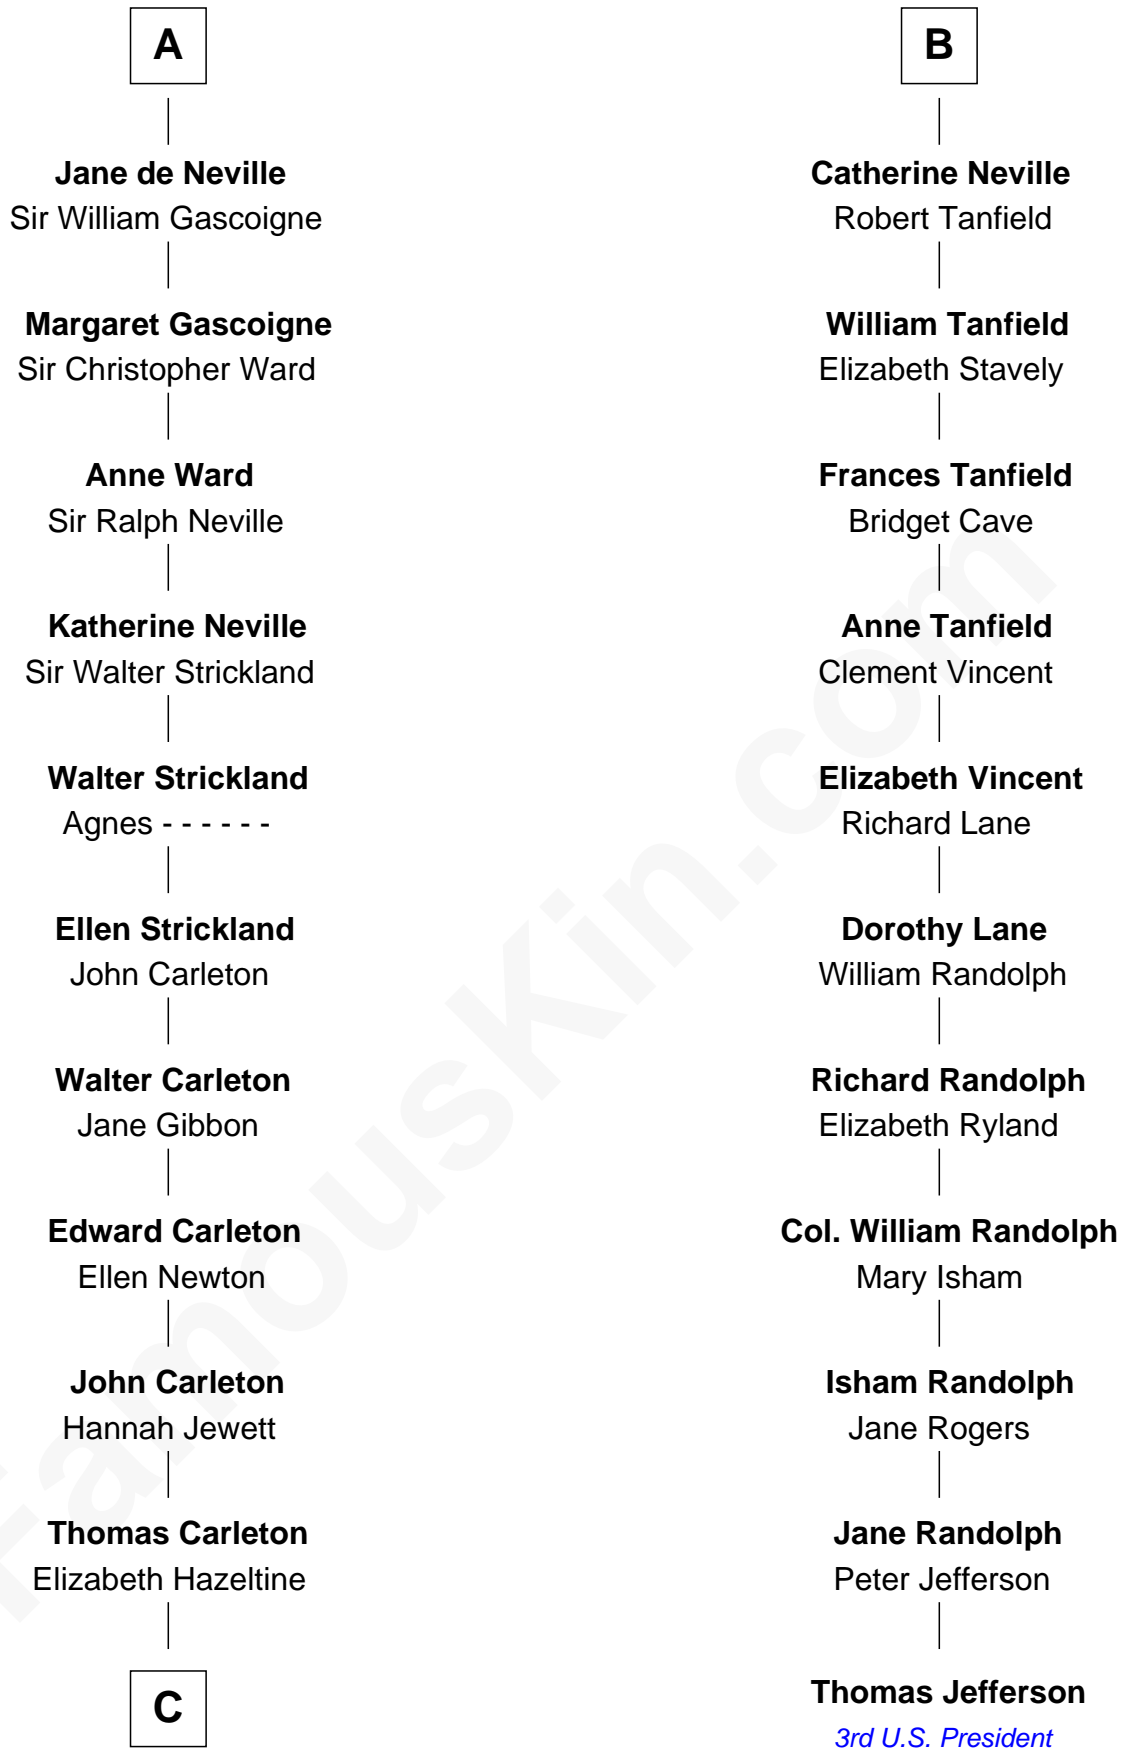 A
Jane de Neville
Sir William Gascoigne
Margaret Gascoigne
Sir Christopher Ward
Anne Ward
Sir Ralph Neville
Katherine Neville
Sir Walter Strickland
Walter Strickland
Agnes - - - - - -
Ellen Strickland
John Carleton
Walter Carleton
Jane Gibbon
Edward Carleton
Ellen Newton
John Carleton
Hannah Jewett
Thomas Carleton
Elizabeth Hazeltine
C
B
Catherine Neville
Robert Tanfield
William Tanfield
Elizabeth Stavely
Frances Tanfield
Bridget Cave
Anne Tanfield
Clement Vincent
Elizabeth Vincent
Richard Lane
Dorothy Lane
William Randolph
Richard Randolph
Elizabeth Ryland
Col. William Randolph
Mary Isham
Isham Randolph
Jane Rogers
Jane Randolph
Peter Jefferson
Thomas Jefferson
3rd U.S. President
FamousKin.com